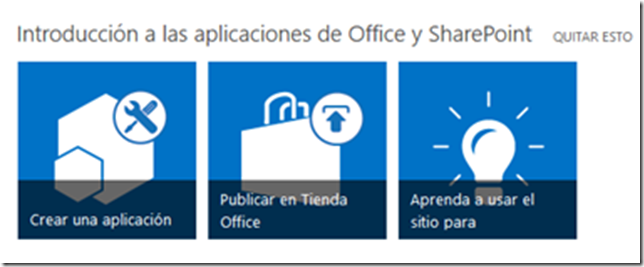 Introducción a las aplicaciones de Office y SharePoint QUITAR ESTO
Crear una aplicación
Publicar en Tienda
Office
Aprenda a usar el
sitio para